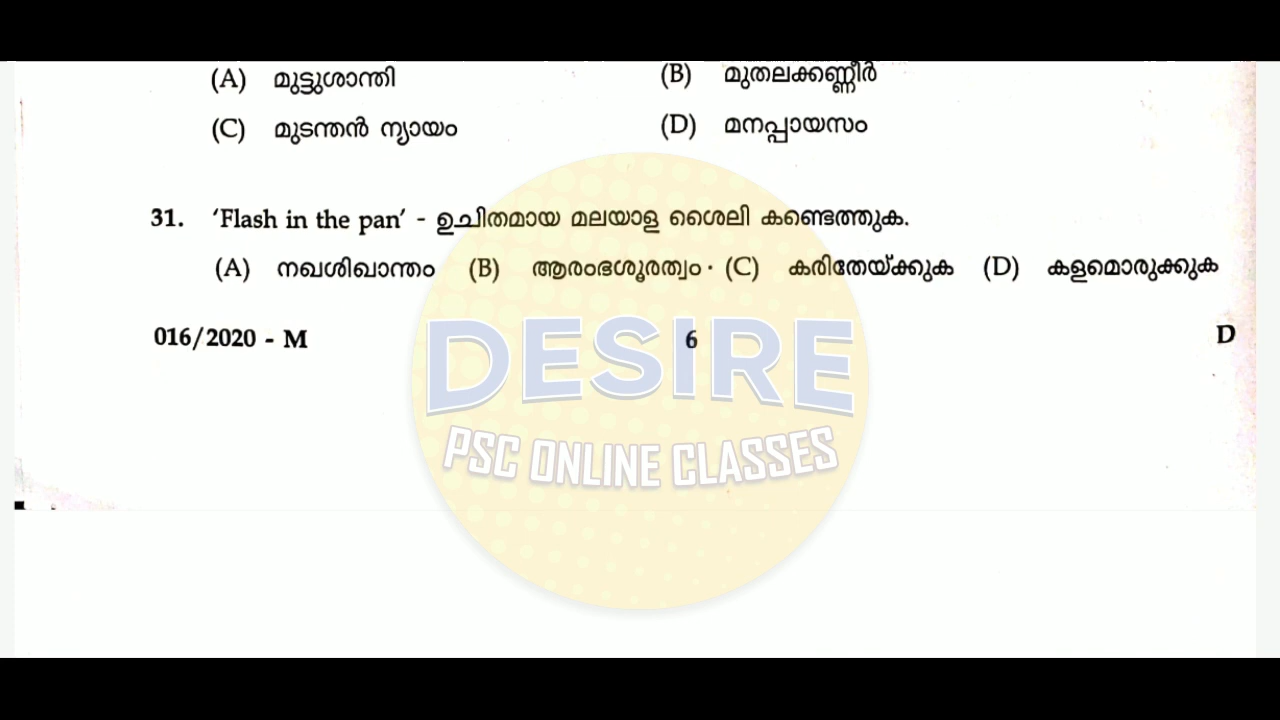 (A) മുട്ടുശാന്തി (B) മുതലക്കണ്ണീർ
(C) മുടന്തൻ ന്യായം (D) മനപ്പായസം
31. ‘Flash in the pan’ - ഉചിതമായ മലയാള ശൈലി കണ്ടെത്തുക.
(A) നഖശിഖാന്തം (B) ആരംഭശൂരത്വം (C) കരിതേയ്ക്കുക (D) കളമൊരുക്കുക
016/2020 - M 6 D
DESIRE
PSC ONLINE CLASSES